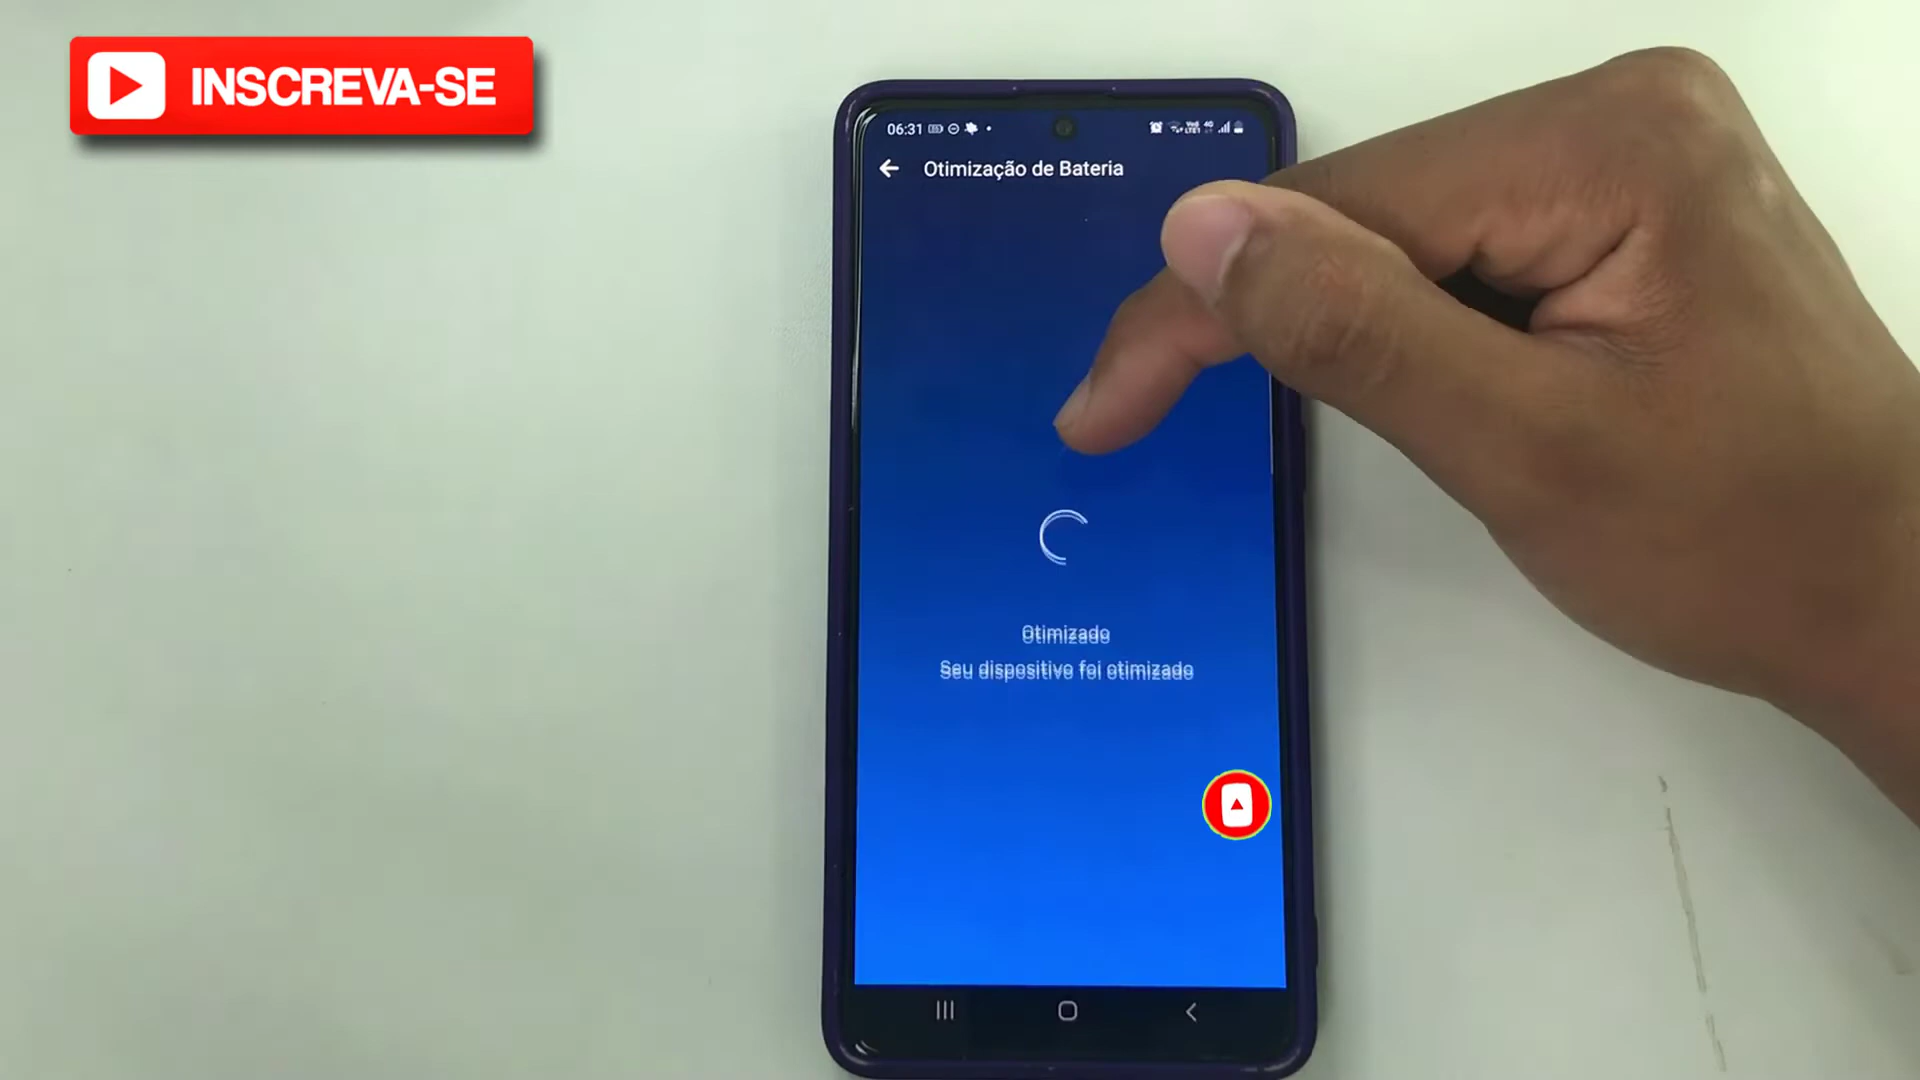 INSCREVA-SE
06:31
Otimização de Bateria
Otimizado
Seu dispositivo foi otimizado